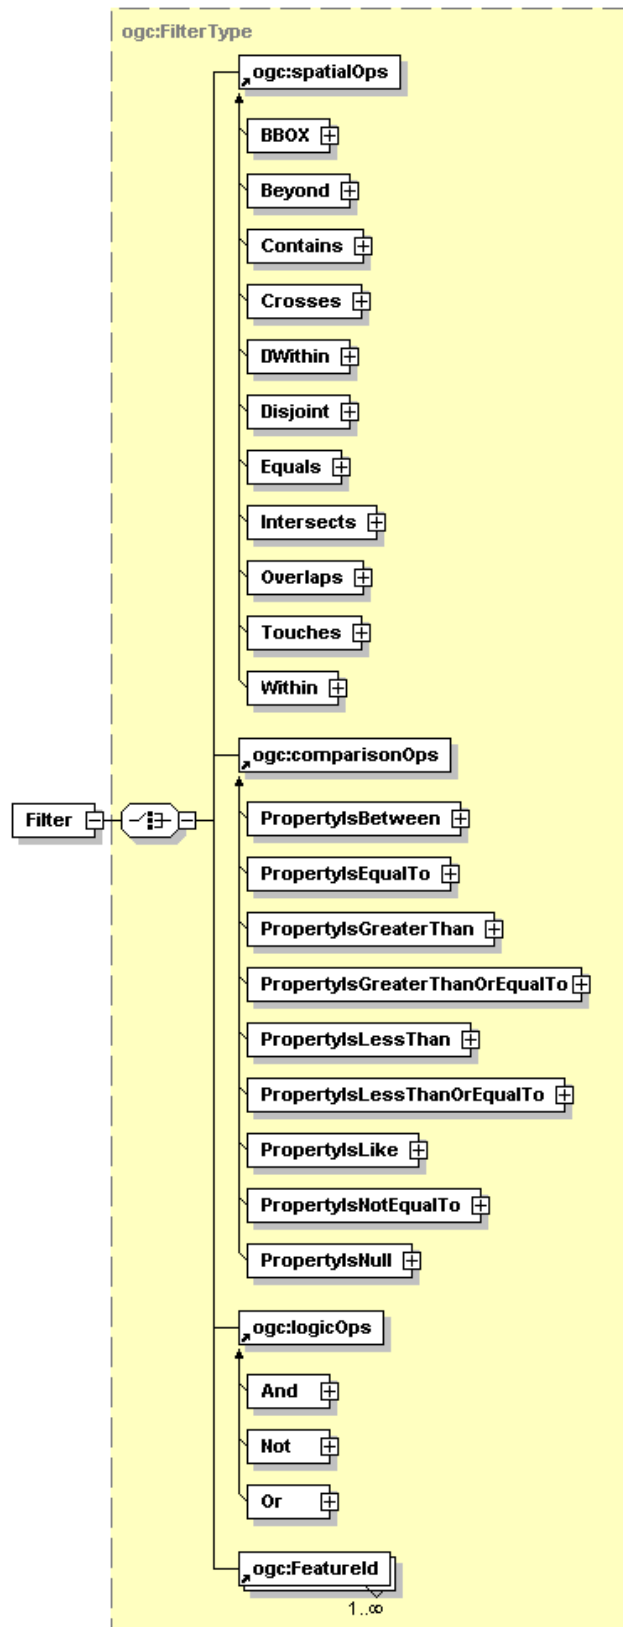 ogc:FilterType
ogc:spatialOps
BBOX
Beyond
Contains
Crosses
DWithin
Disjoint
Equals
Intersects
Overlaps
Touches
Within
ogc:comparisonOps
Filter
PropertyIsBetween
PropertyIsEqualTo
PropertyIsGreaterThan
PropertyIsGreaterThanOrEqualTo
PropertyIsLessThan
PropertyIsLessThanOrEqualTo
PropertyIsLike
PropertyIsNotEqualTo
PropertyIsNull
ogc:logicOps
And
Not
Or
ogc:FeatureId
1..∞